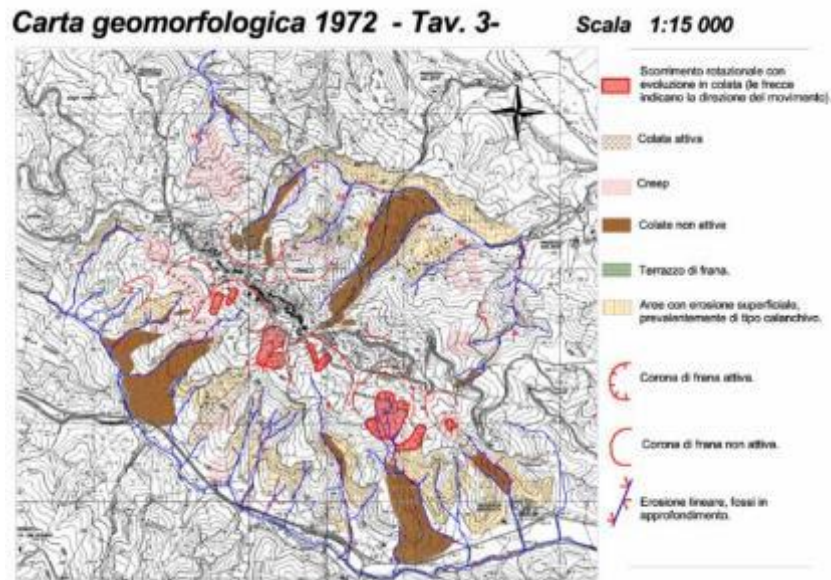 Carta geomorfologica 1972 - Tav. 3- Scala 1:15 000
Scorrimento rotazionale con
evoluzione in colata (le frecce
indicano la direzione del movimento).
Colata attiva
Creep
Colate non attive
Terrazzo di frana.
Aree con erosione superficiale,
prevalentemente di tipo calanchivo.
Corona di frana attiva.
Corona di frana non attiva.
Erosione lineare, fossi in
approfondimento.